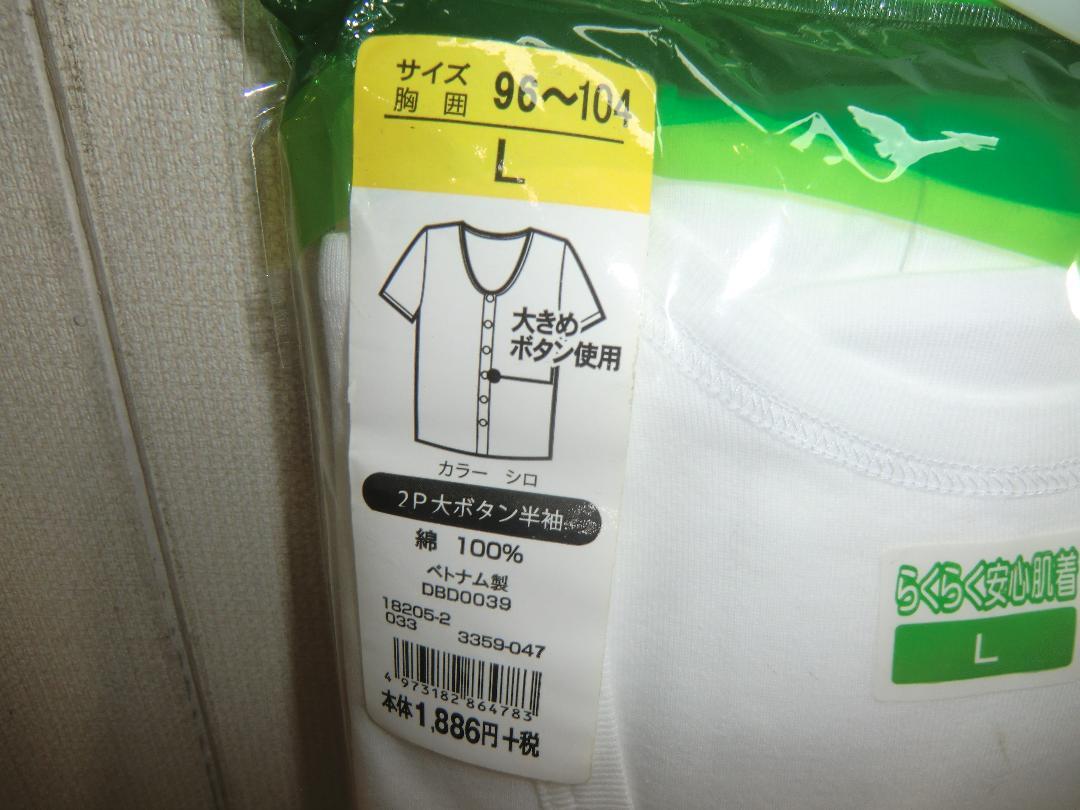 サイズ
胸囲 96〜104
L
大きめ
ボタン使用
カラー シロ
2P大ボタン半袖
綿 100%
ベトナム製
DBD0039
18205-2
033 3359-047
4 973182 864783
本体1,886円+税
らくらく安心肌着
L